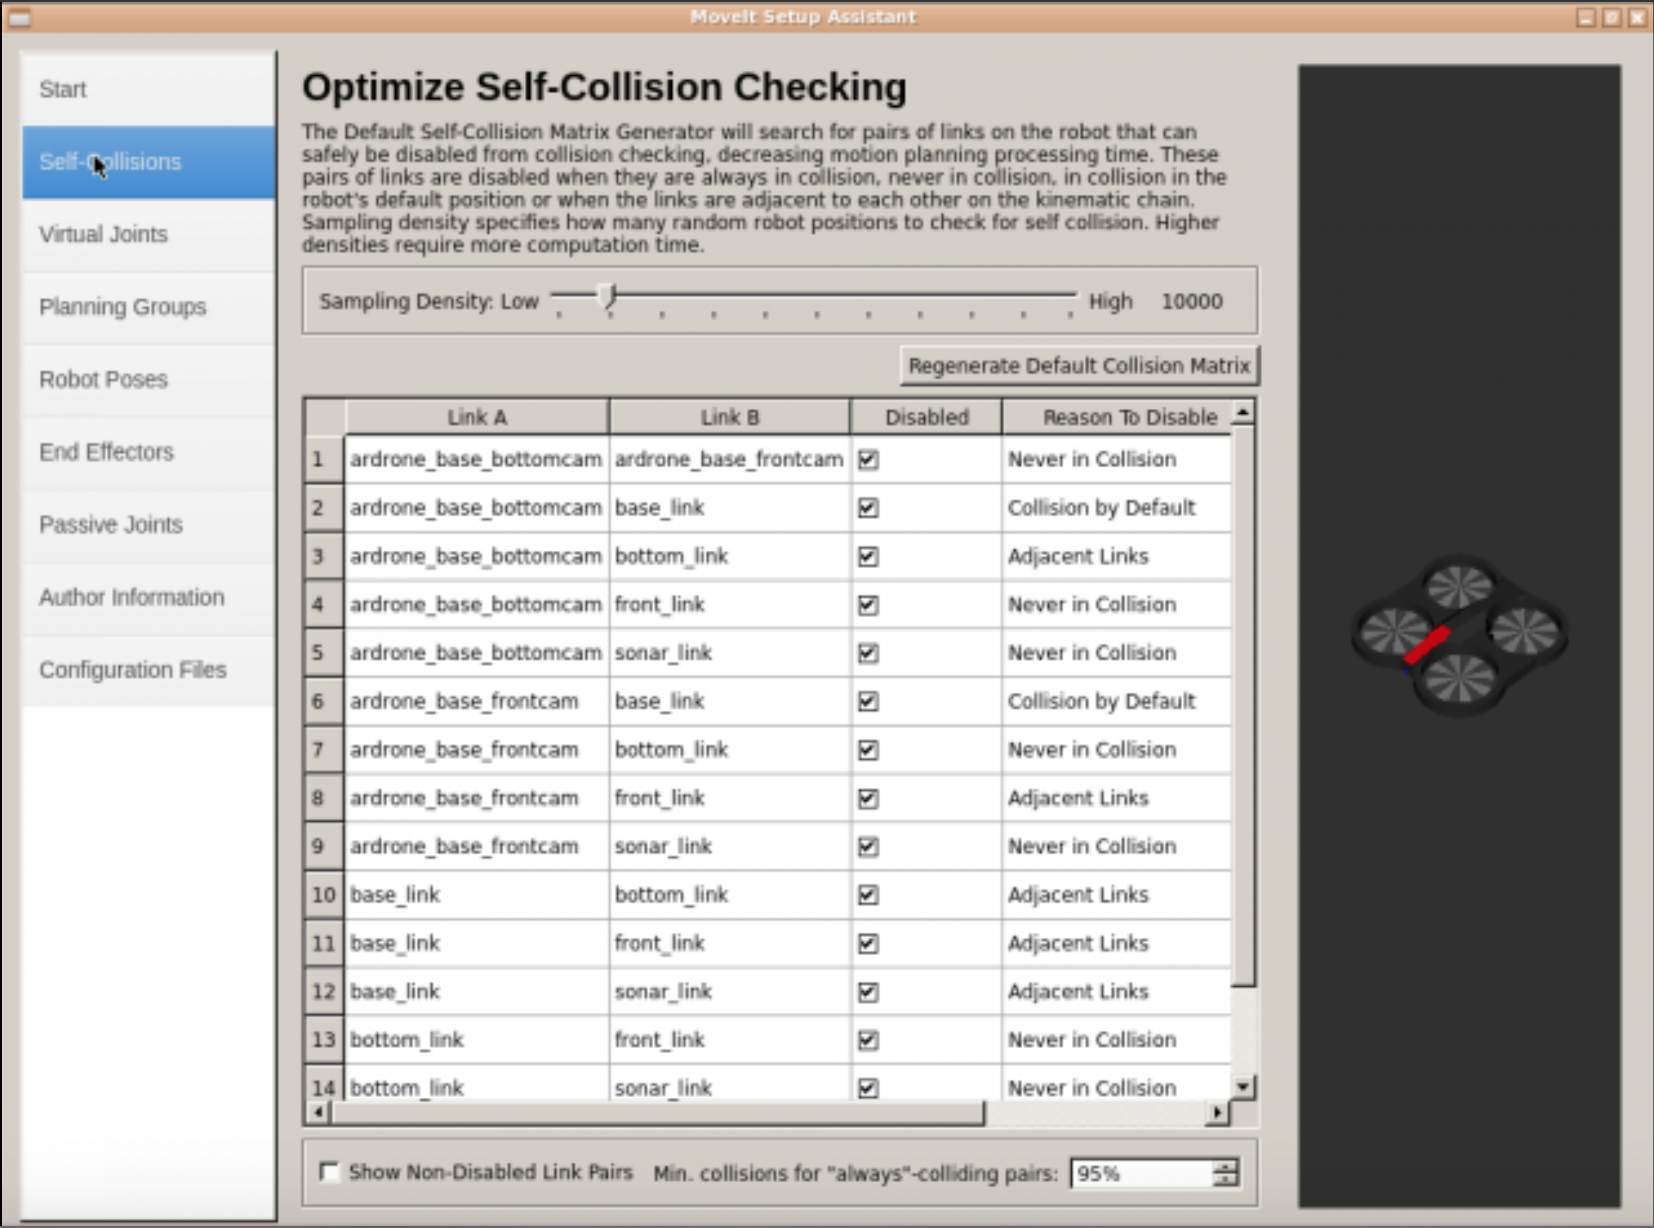 MoveIt Setup Assistant
Start
Self-Collisions
Virtual Joints
Planning Groups
Robot Poses
End Effectors
Passive Joints
Author Information
Configuration Files
Optimize Self-Collision Checking
The Default Self-Collision Matrix Generator will search for pairs of links on the robot that can
safely be disabled from collision checking, decreasing motion planning processing time. These
pairs of links are disabled when they are always in collision, never in collision, in collision in the
robot's default position or when the links are adjacent to each other on the kinematic chain.
Sampling density specifies how many random robot positions to check for self collision. Higher
densities require more computation time.
Sampling Density: Low High 10000
Regenerate Default Collision Matrix
Link A Link B Disabled Reason To Disable
1 ardrone_base_bottomcam ardrone_base_frontcam Never in Collision
2 ardrone_base_bottomcam base_link Collision by Default
3 ardrone_base_bottomcam bottom_link Adjacent Links
4 ardrone_base_bottomcam front_link Never in Collision
5 ardrone_base_bottomcam sonar_link Never in Collision
6 ardrone_base_frontcam base_link Collision by Default
7 ardrone_base_frontcam bottom_link Never in Collision
8 ardrone_base_frontcam front_link Adjacent Links
9 ardrone_base_frontcam sonar_link Never in Collision
10 base_link bottom_link Adjacent Links
11 base_link front_link Adjacent Links
12 base_link sonar_link Adjacent Links
13 bottom_link front_link Never in Collision
14 bottom_link sonar_link Never in Collision
Show Non-Disabled Link Pairs Min. collisions for "always"-colliding pairs: 95%